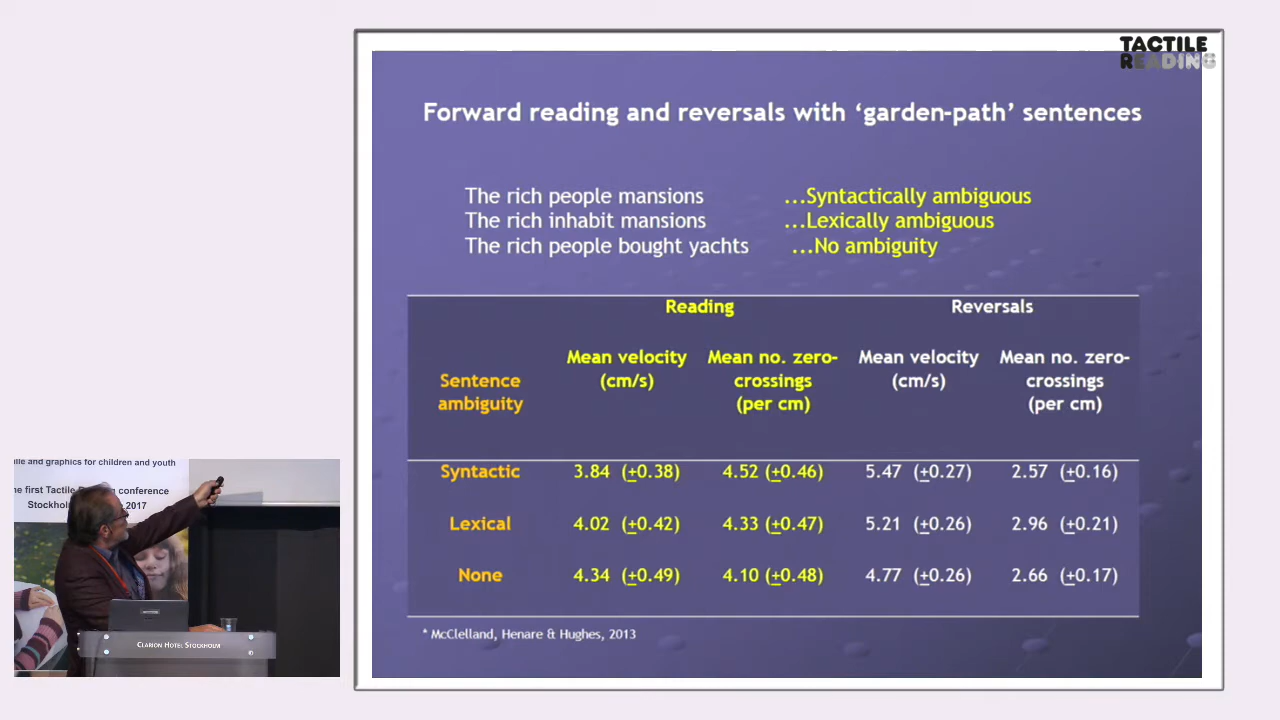 TACTILE
READING
Forward reading and reversals with ‘garden-path’ sentences
The rich people mansions ...Syntactically ambiguous
The rich inhabit mansions ...Lexically ambiguous
The rich people bought yachts ...No ambiguity
Reading Reversals
Sentence ambiguity
Mean velocity (cm/s)
Mean no. zero-crossings (per cm)
Mean velocity (cm/s)
Mean no. zero-crossings (per cm)
Syntactic 3.84 (±0.38) 4.52 (±0.46) 5.47 (±0.27) 2.57 (±0.16)
Lexical 4.02 (±0.42) 4.33 (±0.47) 5.21 (±0.26) 2.96 (±0.21)
None 4.34 (±0.49) 4.10 (±0.48) 4.77 (±0.26) 2.66 (±0.17)
* McClelland, Henare & Hughes, 2013
and graphics for children and youth
first Tactile conference
2017
CLARION HOTEL STOCKHOLM